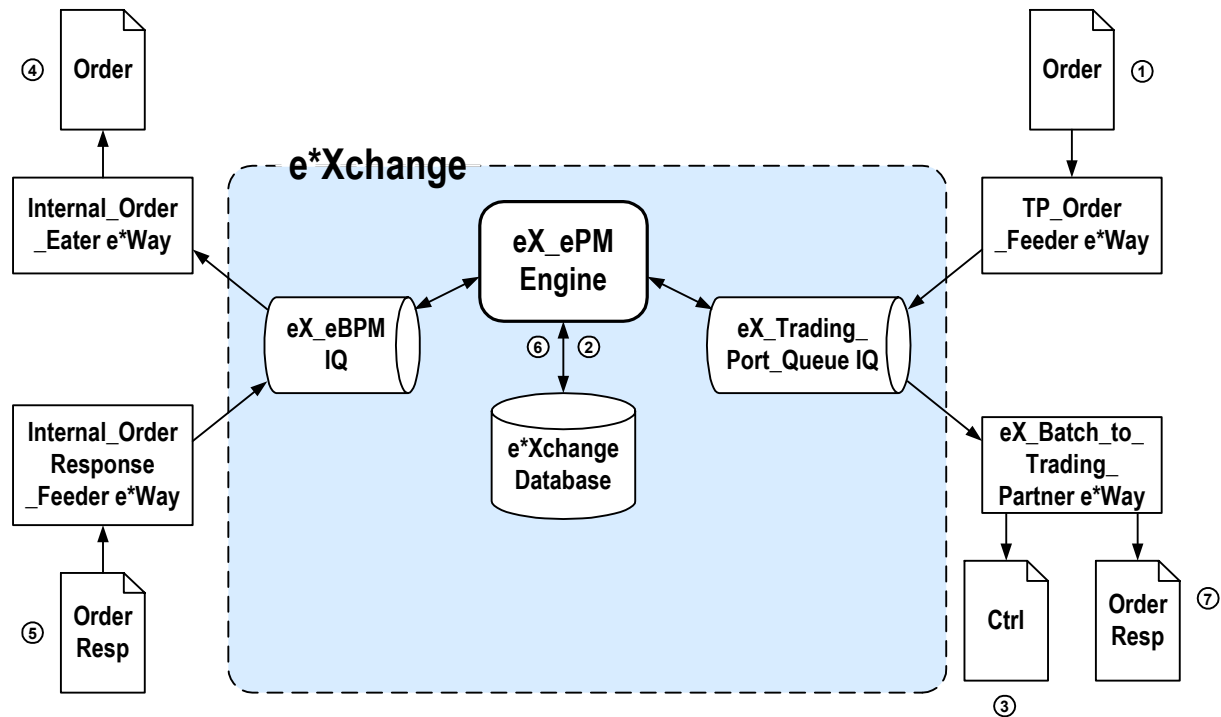 ④
Order
Order
①
e*Xchange
Internal_Order
_Eater e*Way
eX_ePM
Engine
TP_Order
_Feeder e*Way
eX_eBPM
IQ
⑥
②
eX_Trading_
Port_Queue IQ
Internal_Order
Response
_Feeder e*Way
e*Xchange
Database
eX_Batch_to_
Trading_
Partner e*Way
⑤
Order
Resp
Ctrl
③
Order
Resp
⑦